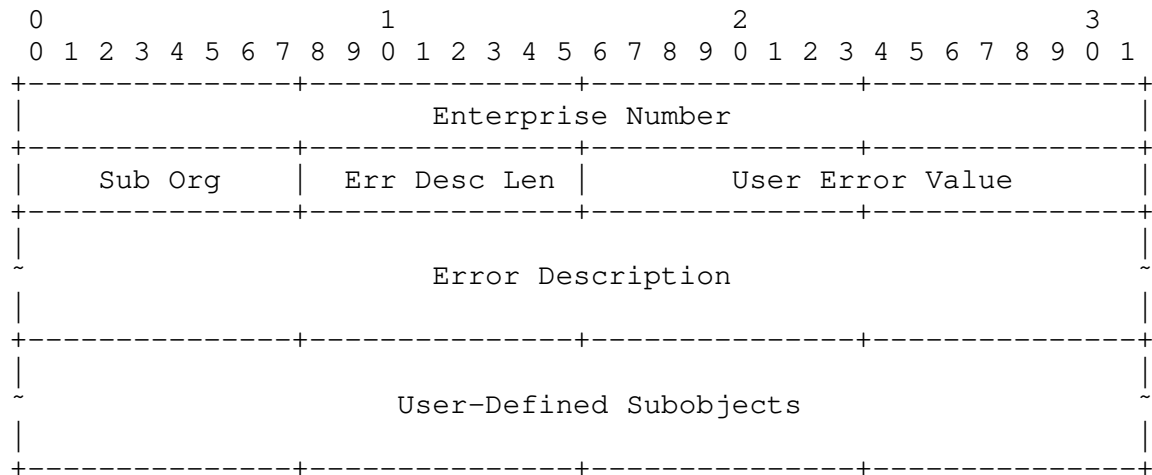 0 1 2 3
0 1 2 3 4 5 6 7 8 9 0 1 2 3 4 5 6 7 8 9 0 1 2 3 4 5 6 7 8 9 0 1
Enterprise Number
Sub Org | Err Desc Len | User Error Value
Error Description
User-Defined Subobjects